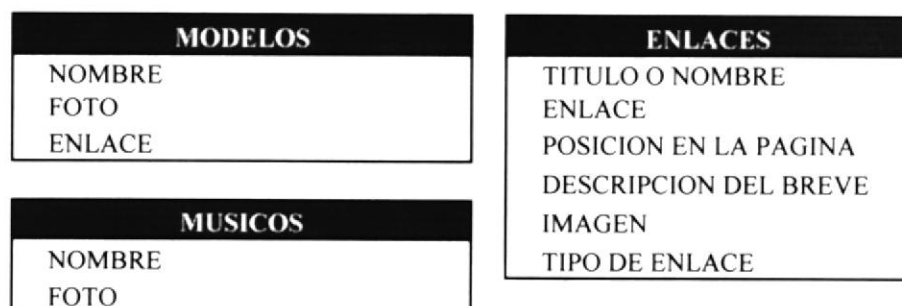 MODELOS
NOMBRE
FOTO
ENLACE
MUSICOS
NOMBRE
FOTO
ENLACES
TITULO O NOMBRE
ENLACE
POSICION EN LA PAGINA
DESCRIPCION DEL BREVE
IMAGEN
TIPO DE ENLACE